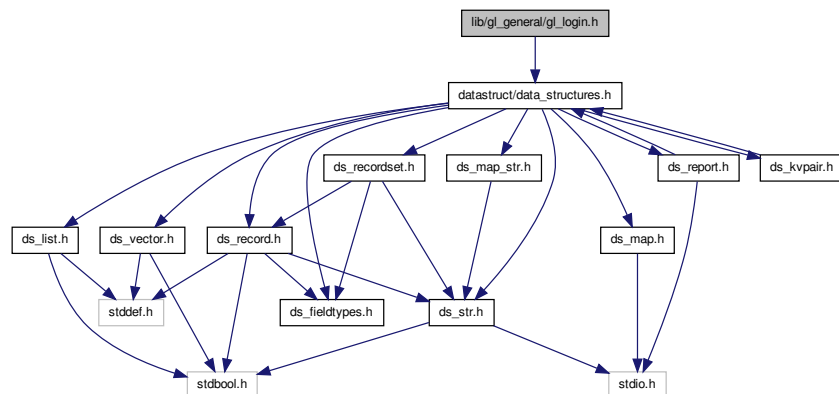 lib/gl_general/gl_login.h
datastruct/data_structures.h
ds_recordset.h
ds_map_str.h
ds_report.h
ds_kvpair.h
ds_list.h
ds_vector.h
ds_record.h
ds_map.h
stddef.h
ds_fieldtypes.h
ds_str.h
stdbool.h
stdio.h